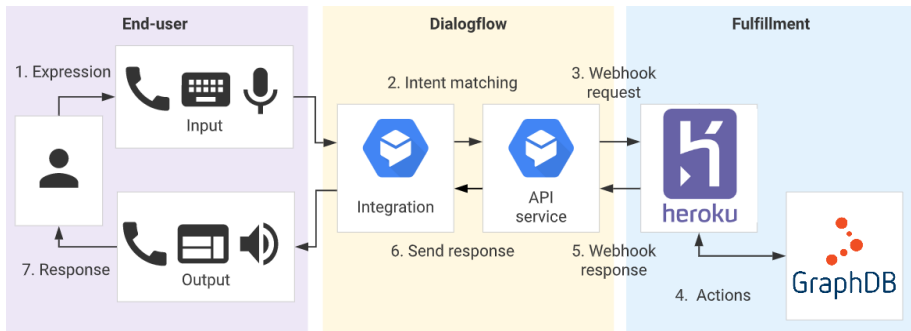 End-user
Dialogflow
Fulfillment
1. Expression
Input
2. Intent matching
3. Webhook
request
Integration
API
service
heroku
7. Response
Output
6. Send response
5. Webhook
response
4. Actions
GraphDB